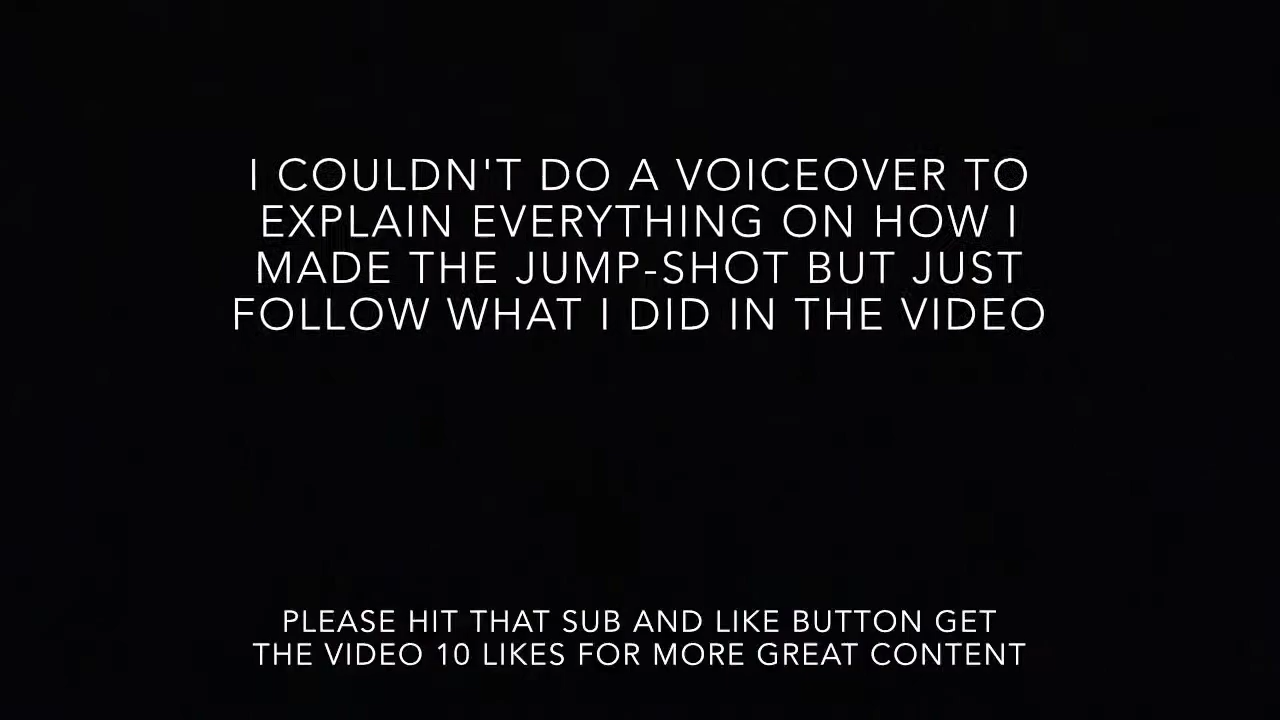 I COULDN'T DO A VOICEOVER TO
EXPLAIN EVERYTHING ON HOW I
MADE THE JUMP-SHOT BUT JUST
FOLLOW WHAT I DID IN THE VIDEO
PLEASE HIT THAT SUB AND LIKE BUTTON GET
THE VIDEO 10 LIKES FOR MORE GREAT CONTENT